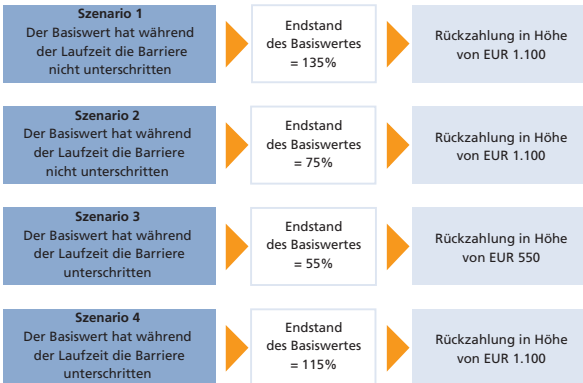 Szenario 1
Der Basiswert hat während
der Laufzeit die Barriere
nicht unterschritten
Endstand
des Basiswertes
= 135%
Rückzahlung in Höhe
von EUR 1.100
Szenario 2
Der Basiswert hat während
der Laufzeit die Barriere
nicht unterschritten
Endstand
des Basiswertes
= 75%
Rückzahlung in Höhe
von EUR 1.100
Szenario 3
Der Basiswert hat während
der Laufzeit die Barriere
unterschritten
Endstand
des Basiswertes
= 55%
Rückzahlung in Höhe
von EUR 550
Szenario 4
Der Basiswert hat während
der Laufzeit die Barriere
unterschritten
Endstand
des Basiswertes
= 115%
Rückzahlung in Höhe
von EUR 1.100